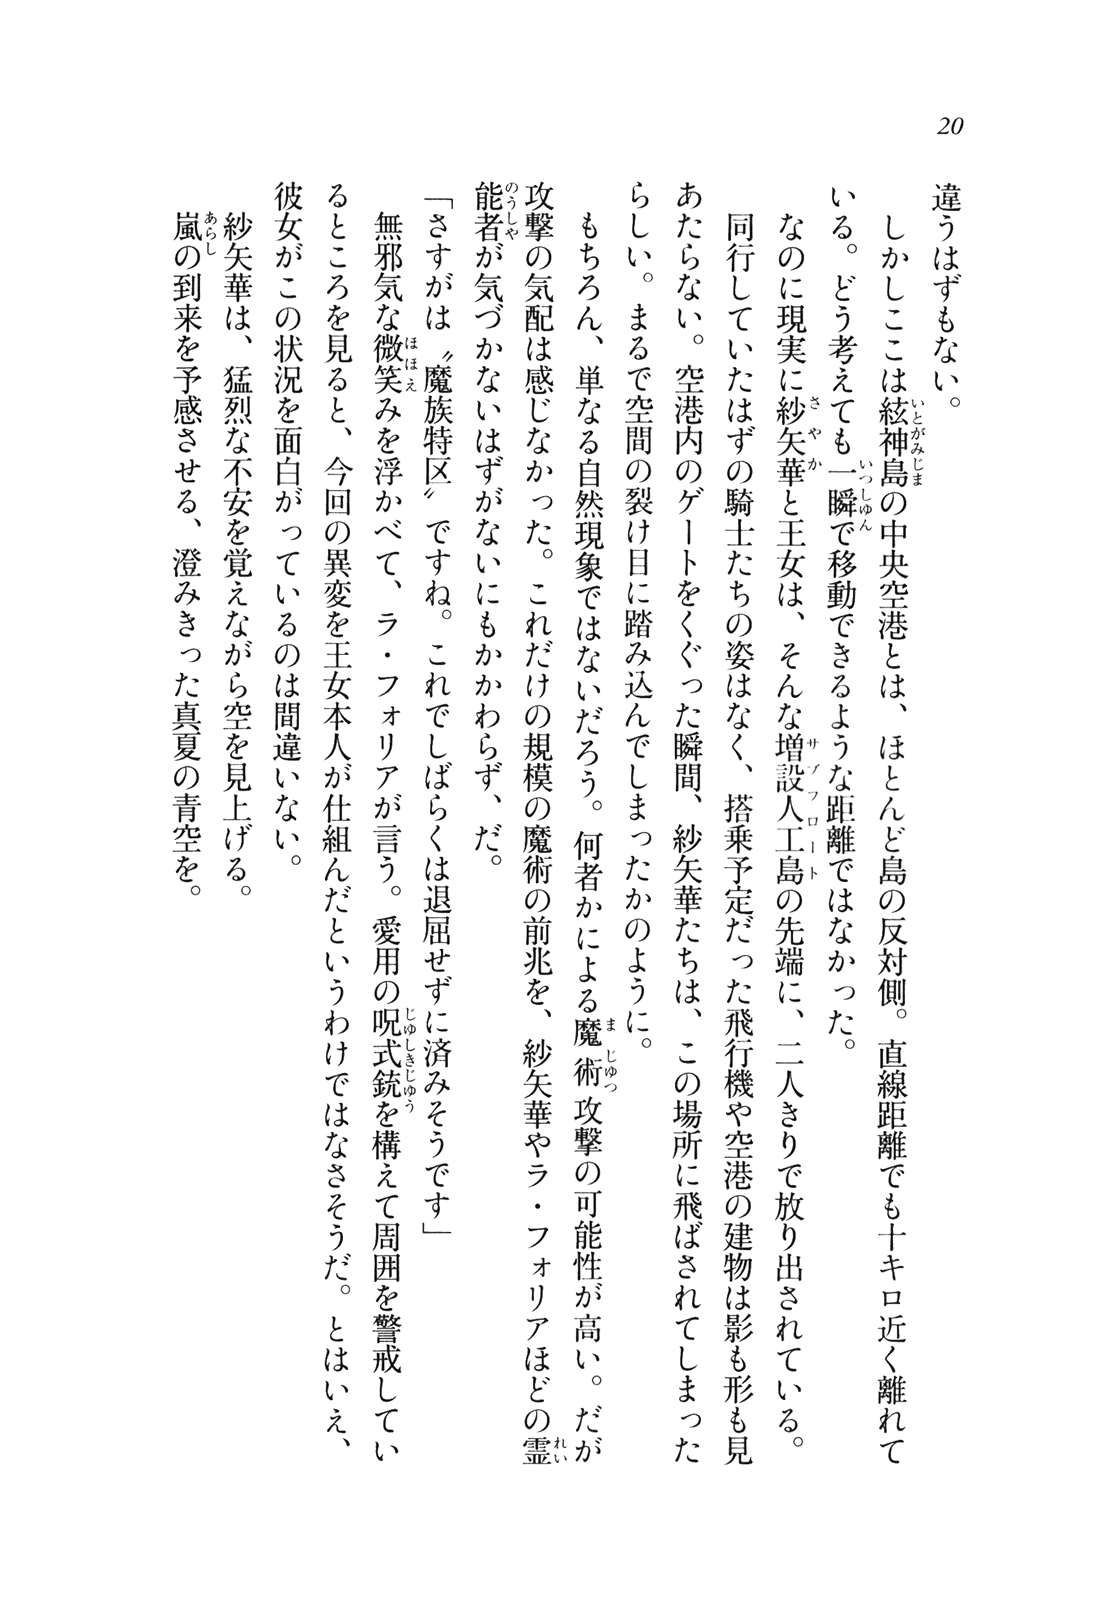 20
違うはずもない。
しかしここは絃神島の中央空港とは、ほとんど島の反対側。直線距離でも十キロ近く離れて
いる。どう考えても一瞬で移動できるような距離ではなかった。
なのに現実に紗矢華と王女は、そんな増設人工島の先端に、二人きりで放り出されている。
同行していたはずの騎士たちの姿はなく、搭乗予定だった飛行機や空港の建物は影も形も見
あたらない。空港内のゲートをくぐった瞬間、紗矢華たちは、この場所に飛ばされてしまった
らしい。まるで空間の裂け目に踏み込んでしまったかのように。
もちろん、単なる自然現象ではないだろう。何者かによる魔術攻撃の可能性が高い。だが
攻撃の気配は感じなかった。これだけの規模の魔術の前兆を、紗矢華やラ・フォリアほどの霊
能者が気づかないはずがないにもかかわらず、だ。
「さすがは〝魔族特区〟ですね。これでしばらくは退屈せずに済みそうです」
無邪気な微笑みを浮かべて、ラ・フォリアが言う。愛用の呪式銃を構えて周囲を警戒してい
るところを見ると、今回の異変を王女本人が仕組んだというわけではなさそうだ。とはいえ、
彼女がこの状況を面白がっているのは間違いない。
紗矢華は、猛烈な不安を覚えながら空を見上げる。
嵐の到来を予感させる、澄みきった真夏の青空を。